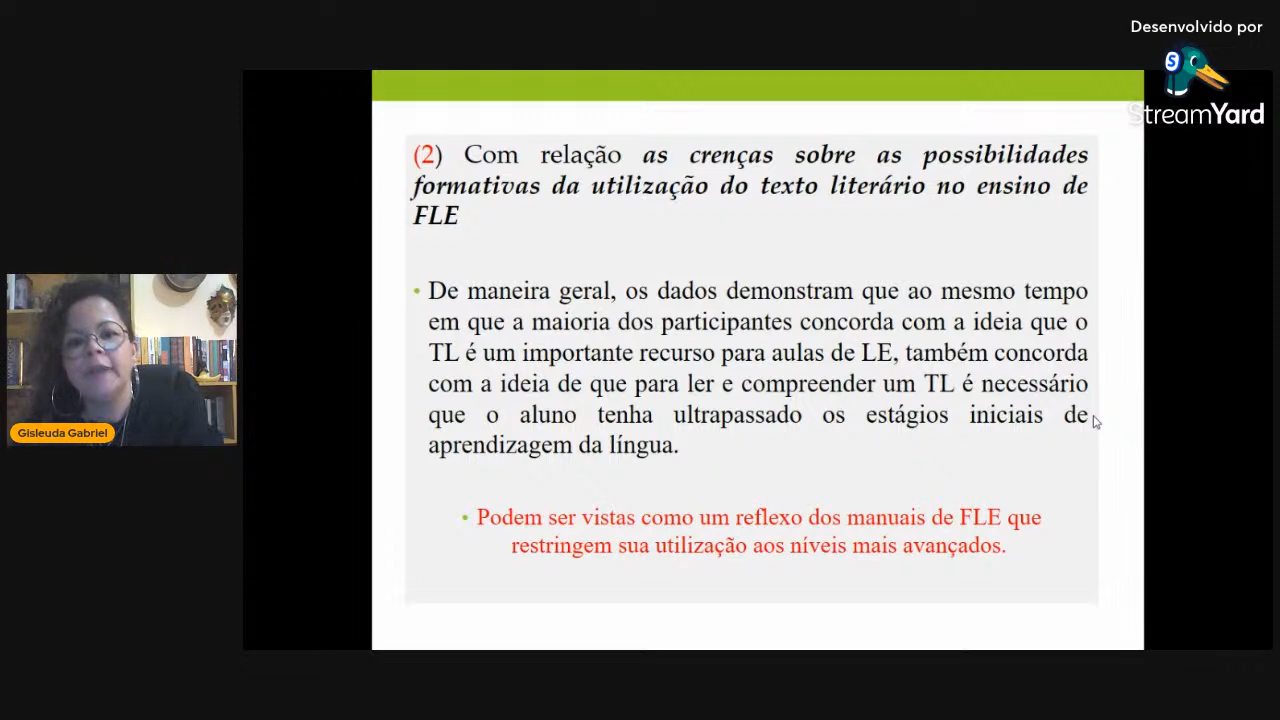 Desenvolvido por
StreamYard
(2) Com relação as crenças sobre as possibilidades
formativas da utilização do texto literário no ensino de
FLE
• De maneira geral, os dados demonstram que ao mesmo tempo
em que a maioria dos participantes concorda com a ideia que o
TL é um importante recurso para aulas de LE, também concorda
com a ideia de que para ler e compreender um TL é necessário
que o aluno tenha ultrapassado os estágios iniciais de
aprendizagem da língua.
• Podem ser vistas como um reflexo dos manuais de FLE que
restringem sua utilização aos níveis mais avançados.
Gisleuda Gabriel